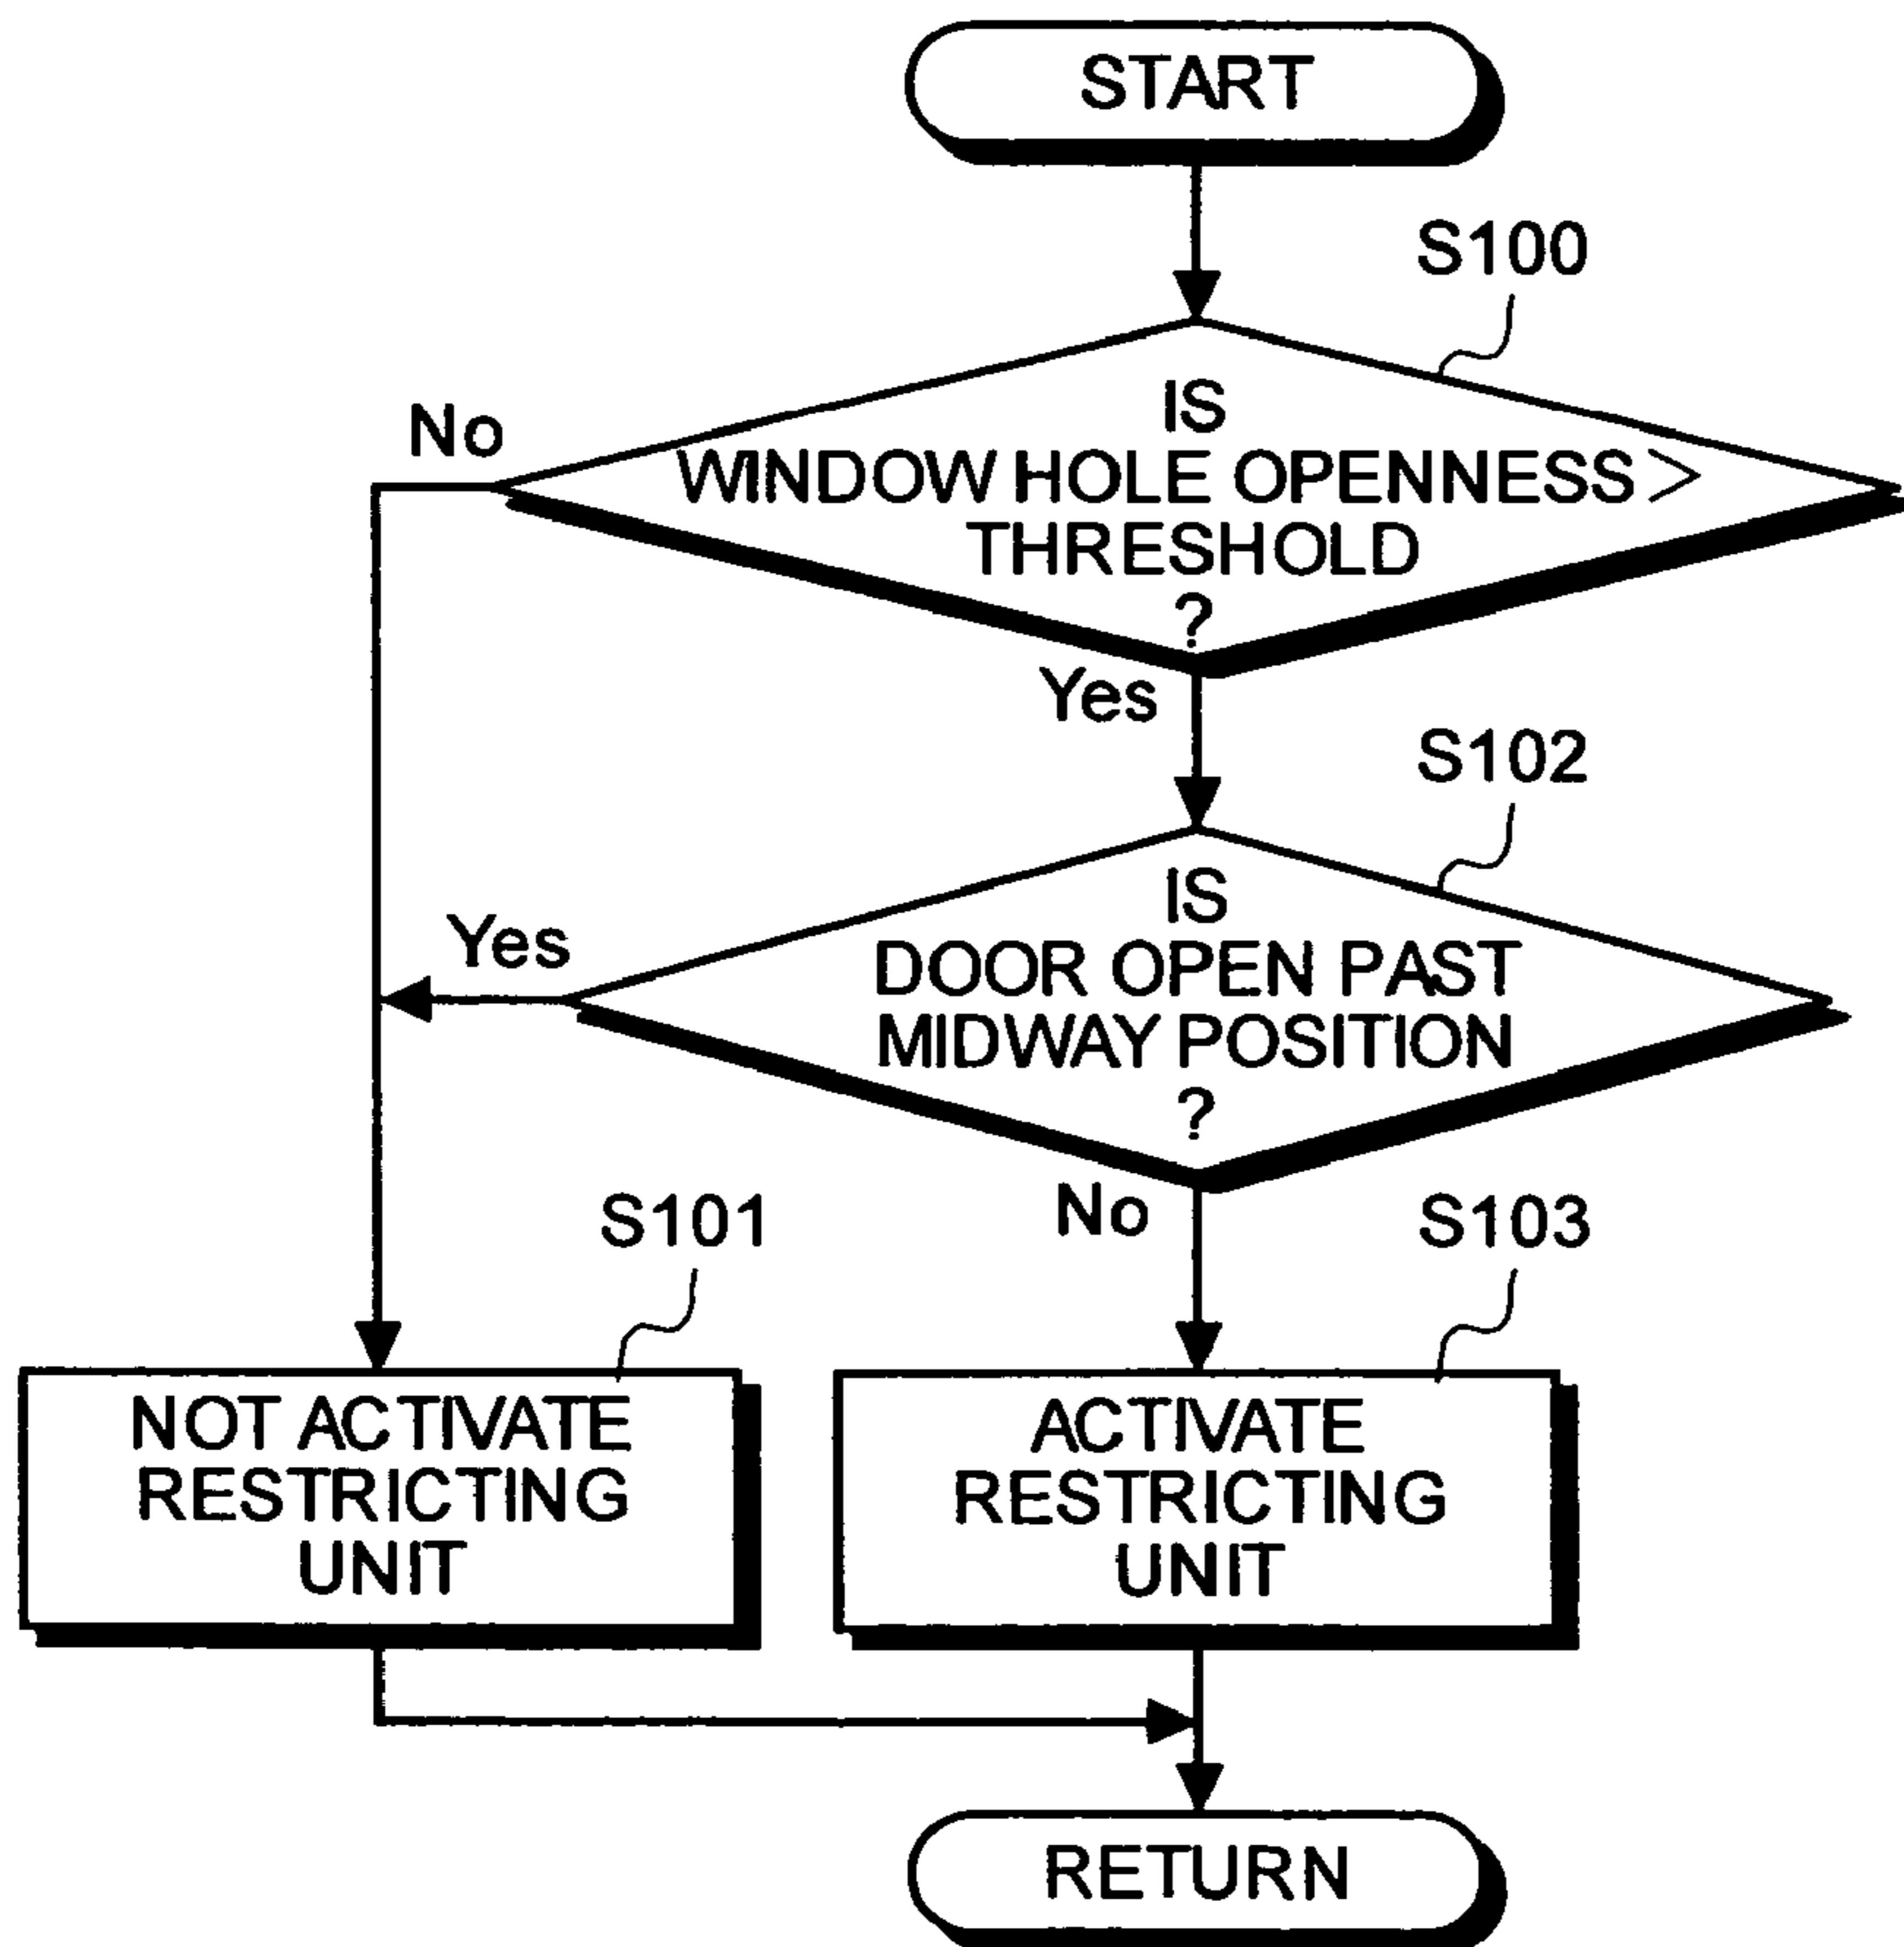 START
S100
No
IS
WINDOW HOLE OPENNESS >
THRESHOLD
?
Yes
S102
IS
DOOR OPEN PAST
MIDWAY POSITION
?
Yes
No
S101
S103
NOT ACTIVATE
RESTRICTING
UNIT
ACTIVATE
RESTRICTING
UNIT
RETURN